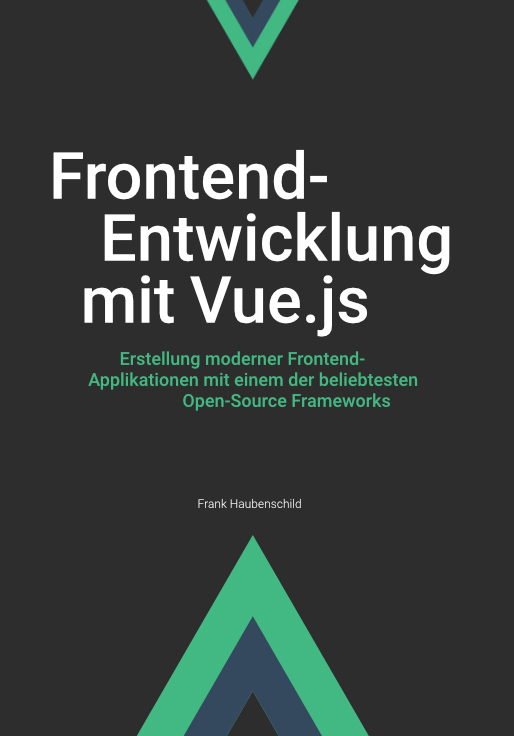 Frontend-
Entwicklung
mit Vue.js
Erstellung moderner Frontend-
Applikationen mit einem der beliebtesten
Open-Source Frameworks
Frank Haubenschild